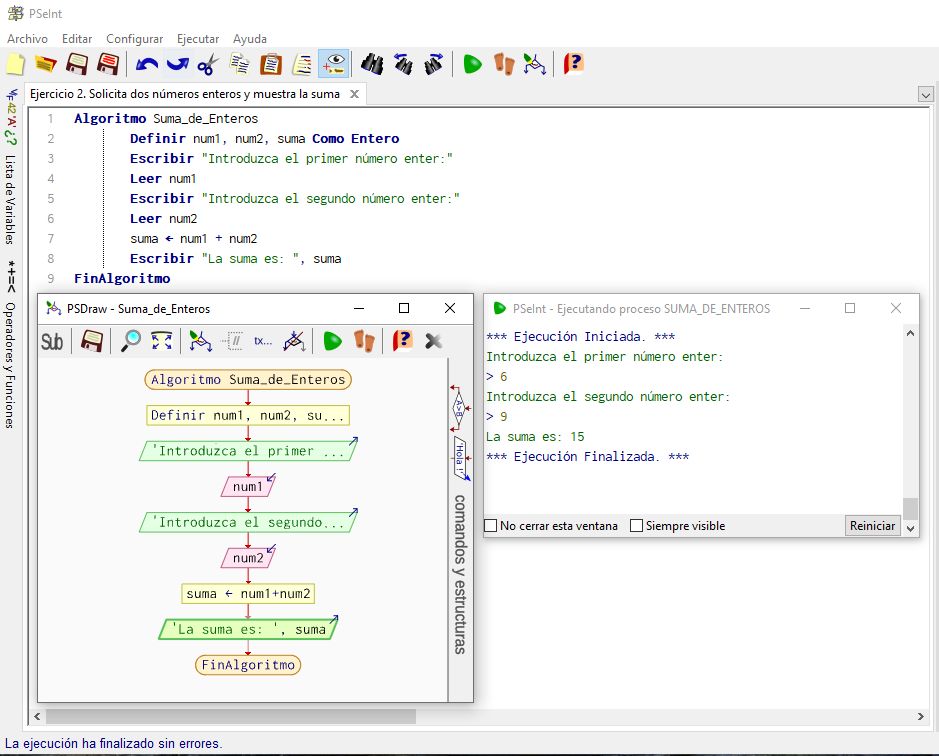 PSeInt
Archivo Editar Configurar Ejecutar Ayuda
Ejercicio 2. Solicita dos números enteros y muestra la suma
42 'A' ¿?
Lista de Variables
*+=<
Operadores y Funciones
1 Algoritmo Suma_de_Enteros
2 Definir num1, num2, suma Como Entero
3 Escribir "Introduzca el primer número enter:"
4 Leer num1
5 Escribir "Introduzca el segundo número enter:"
6 Leer num2
7 suma ← num1 + num2
8 Escribir "La suma es: ", suma
9 FinAlgoritmo
PSDraw - Suma_de_Enteros
Sub // tx... ?
Algoritmo Suma_de_Enteros
Definir num1, num2, su...
'Introduzca el primer ...
num1
'Introduzca el segundo...
num2
suma ← num1+num2
'La suma es: ', suma
FinAlgoritmo
A>B
'Hola !'
comandos y estructuras
PSeInt - Ejecutando proceso SUMA_DE_ENTEROS
*** Ejecución Iniciada. ***
Introduzca el primer número enter:
> 6
Introduzca el segundo número enter:
> 9
La suma es: 15
*** Ejecución Finalizada. ***
No cerrar esta ventana Siempre visible Reiniciar
La ejecución ha finalizado sin errores.